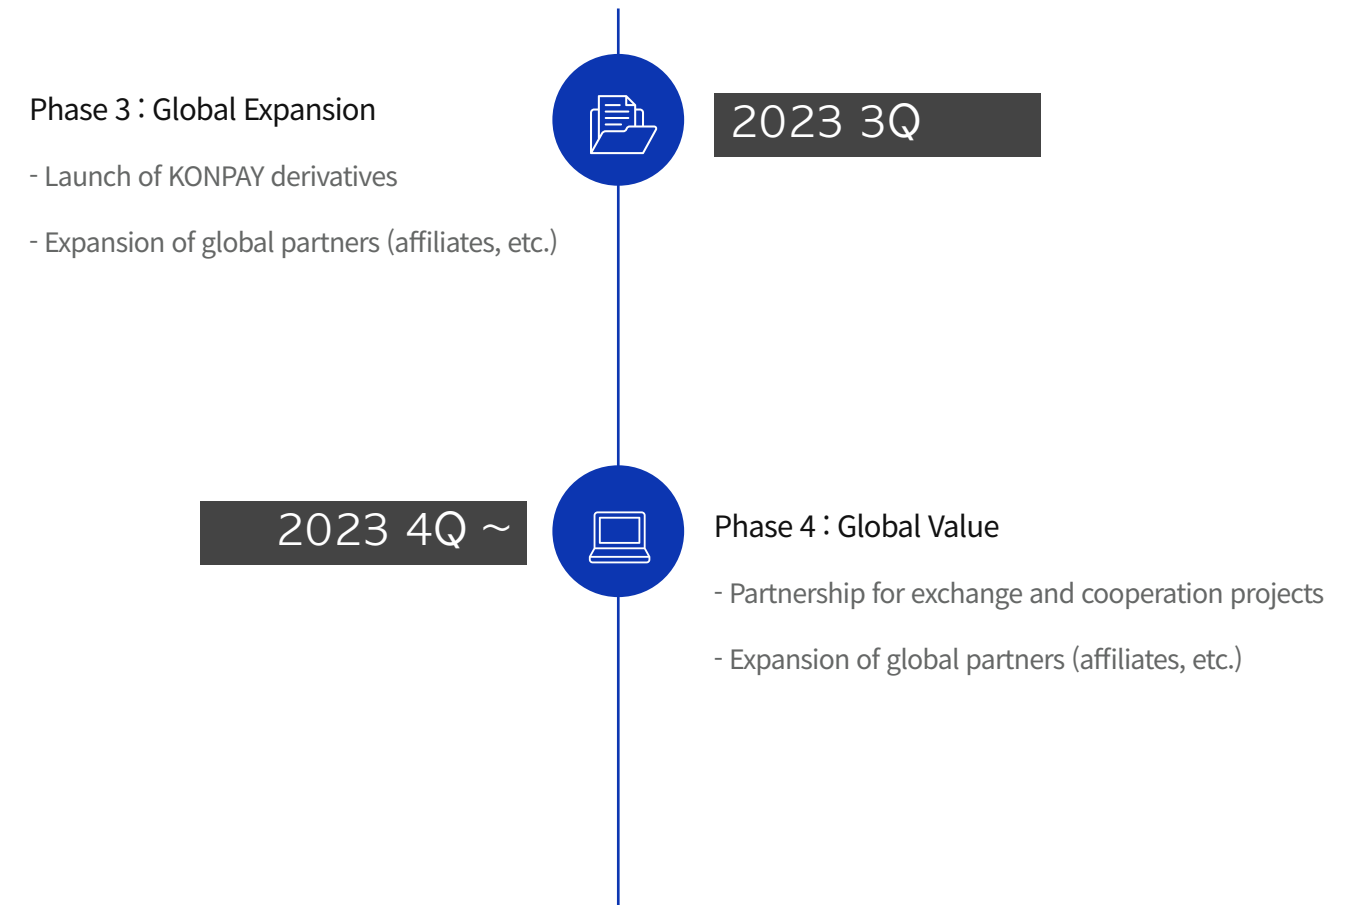 Phase 3 : Global Expansion
2023 3Q
- Launch of KONPAY derivatives
- Expansion of global partners (affiliates, etc.)
2023 4Q ~
Phase 4 : Global Value
- Partnership for exchange and cooperation projects
- Expansion of global partners (affiliates, etc.)